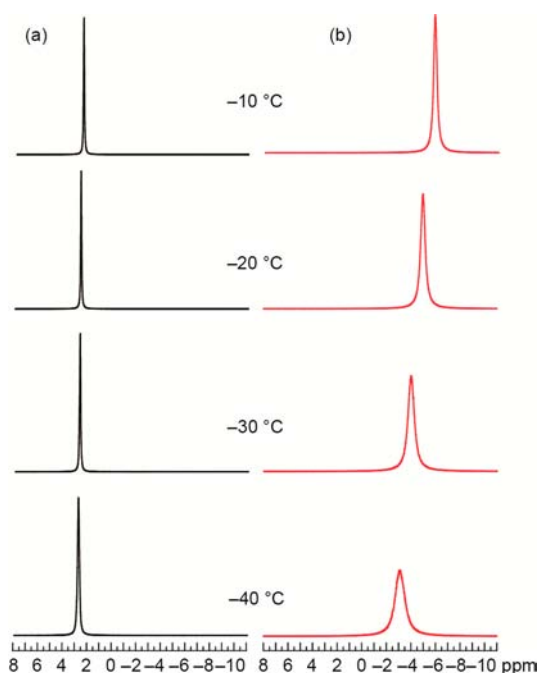 (a) (b)
–10 °C
–20 °C
–30 °C
–40 °C
8 6 4 2 0 –2 –4 –6 –8 –10 8 6 4 2 0 –2 –4 –6 –8 –10 ppm